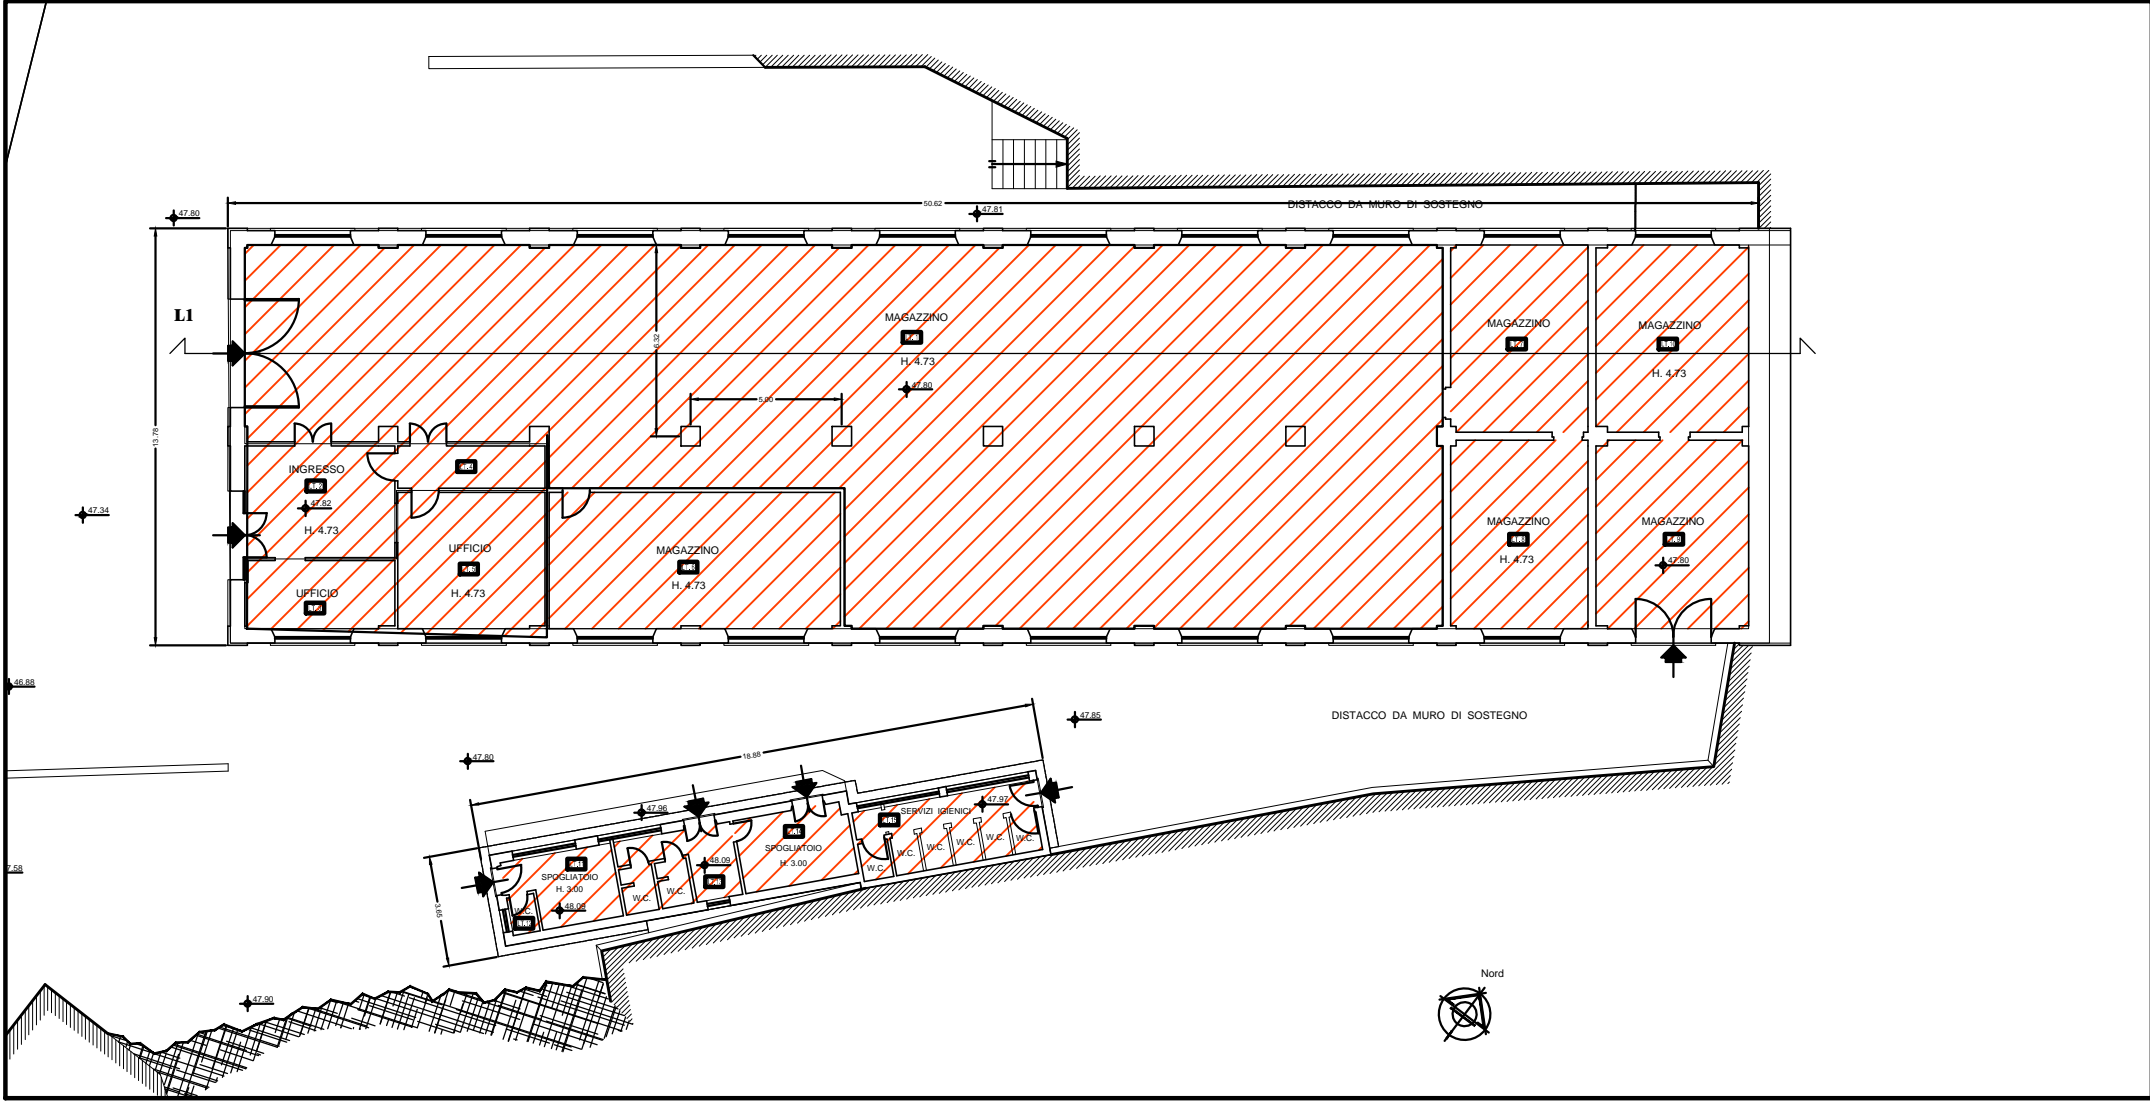 50.62
DISTACCO DA MURO DI SOSTEGNO
47.80
47.81
L1
13.78
6.32
5.00
MAGAZZINO
H. 4.73
47.80
MAGAZZINO
MAGAZZINO
H. 4.73
INGRESSO
47.82
H. 4.73
47.34
UFFICIO
H. 4.73
UFFICIO
MAGAZZINO
H. 4.73
MAGAZZINO
H. 4.73
MAGAZZINO
47.80
46.88
47.85
DISTACCO DA MURO DI SOSTEGNO
47.80
18.88
47.96
47.97
SERVIZI IGIENICI
W.C.
W.C.
W.C.
W.C.
W.C.
W.C.
SPOGLIATOIO
H. 3.00
48.09
SPOGLIATOIO
H. 3.00
48.09
W.C.
W.C.
W.C.
3.65
7.58
47.90
Nord